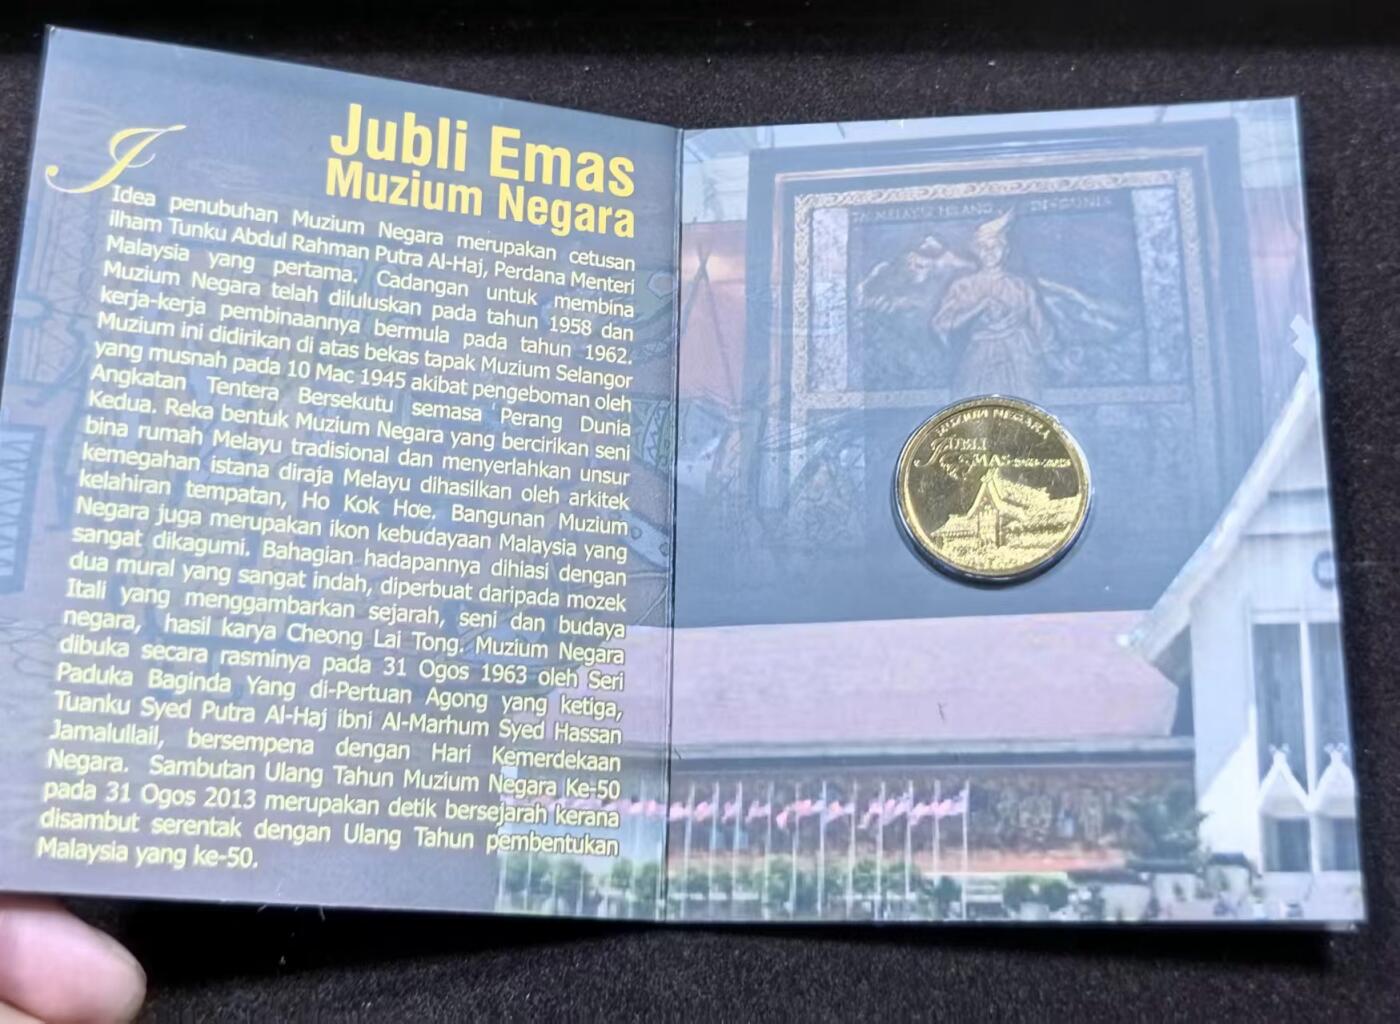 Jubli Emas
Muzium Negara
Idea penubuhan Muzium Negara merupakan cetusan
ilham Tunku Abdul Rahman Putra Al-Haj, Perdana Menteri
Malaysia yang pertama. Cadangan untuk membina
Muzium Negara telah diluluskan pada tahun 1958 dan
kerja-kerja pembinaannya bermula pada tahun 1962.
Muzium ini didirikan di atas bekas tapak Muzium Selangor
yang musnah pada 10 Mac 1945 akibat pengeboman oleh
Angkatan Tentera Bersekutu semasa Perang Dunia
Kedua. Reka bentuk Muzium Negara yang bercirikan seni
bina rumah Melayu tradisional dan menyerlahkan unsur
kemegahan istana diraja Melayu dihasilkan oleh arkitek
kelahiran tempatan, Ho Kok Hoe. Bangunan Muzium
Negara juga merupakan ikon kebudayaan Malaysia yang
sangat dikagumi. Bahagian hadapannya dihiasi dengan
dua mural yang sangat indah, diperbuat daripada mozek
Itali yang menggambarkan sejarah, seni dan budaya
negara, hasil karya Cheong Lai Tong. Muzium Negara
dibuka secara rasminya pada 31 Ogos 1963 oleh Seri
Paduka Baginda Yang di-Pertuan Agong yang ketiga,
Tuanku Syed Putra Al-Haj ibni Al-Marhum Syed Hassan
Jamalullail, bersempena dengan Hari Kemerdekaan
Negara. Sambutan Ulang Tahun Muzium Negara Ke-50
pada 31 Ogos 2013 merupakan detik bersejarah kerana
disambut serentak dengan Ulang Tahun pembentukan
Malaysia yang ke-50.
MELAYU HILANG DI DUNIA
MUZIUM NEGARA
JUBLI
EMAS 1963-2013